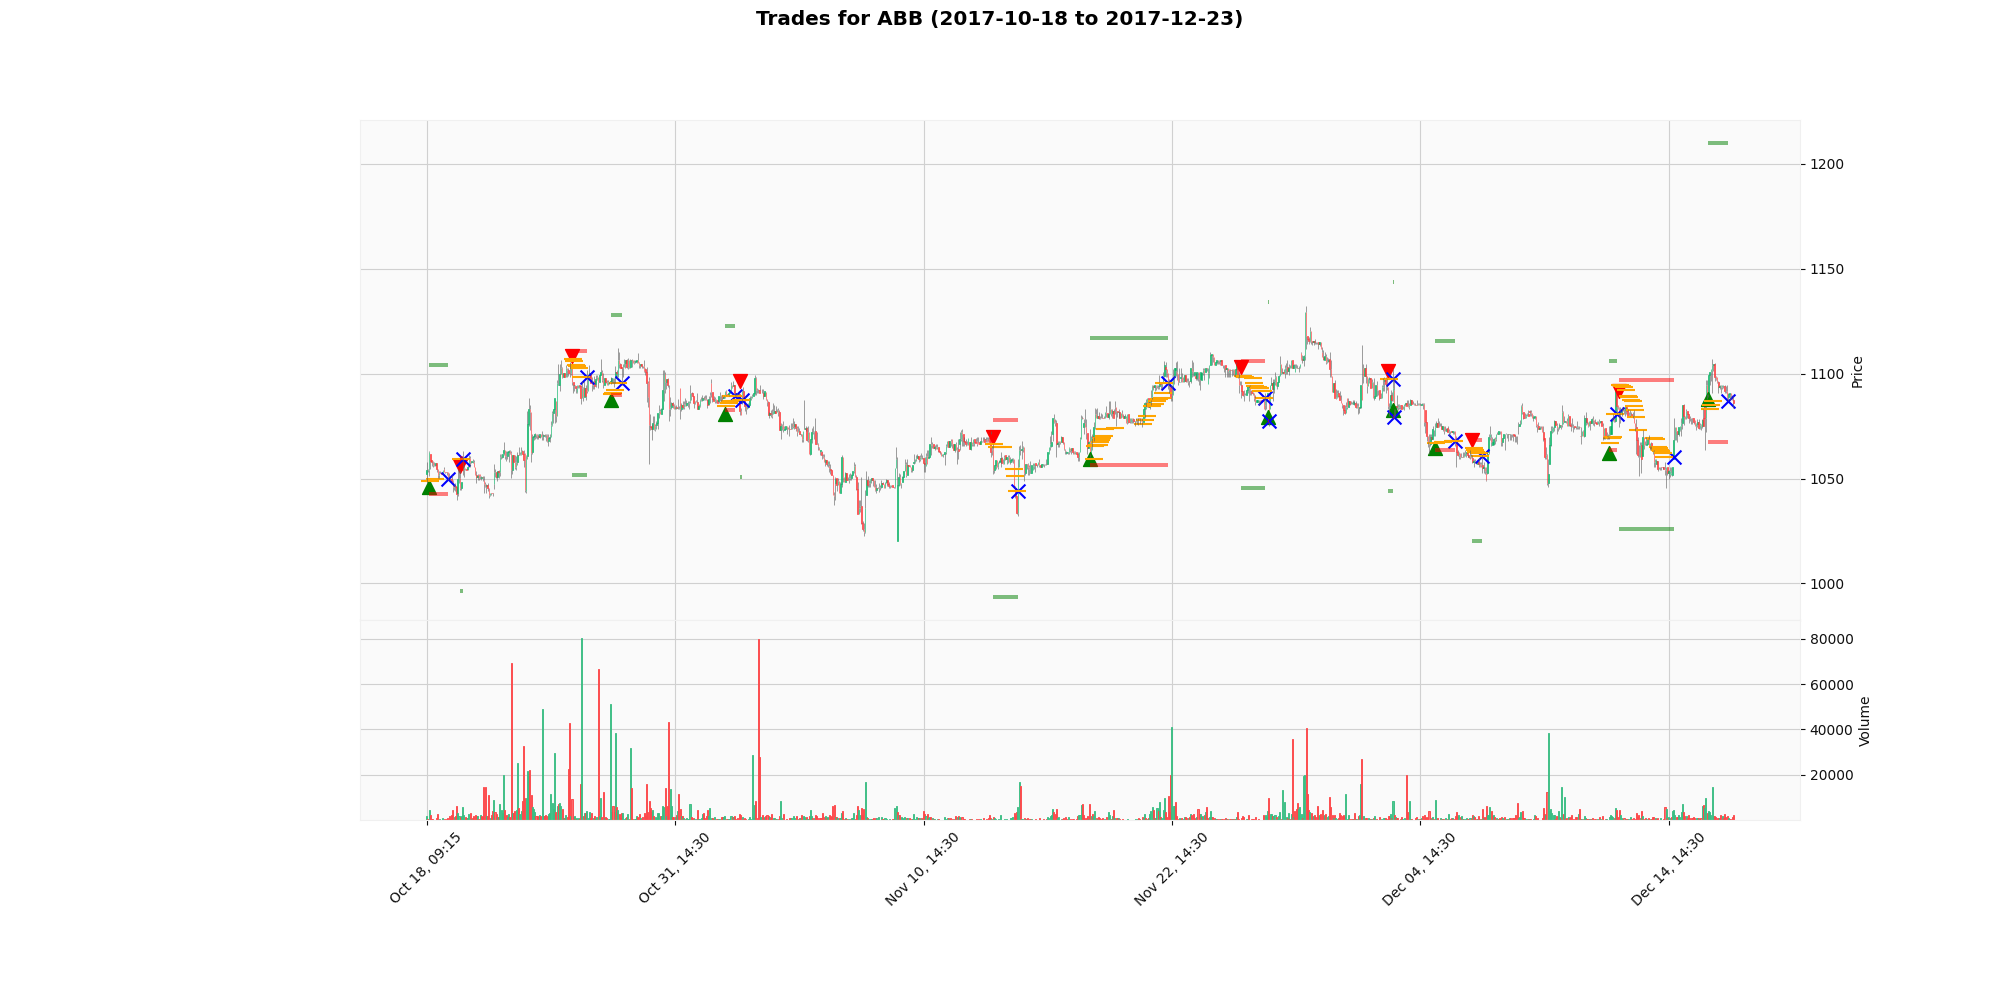 Trades for ABB (2017-10-18 to 2017-12-23)
1200
1150
1100
1050
1000
Price
80000
60000
40000
20000
Volume
Oct 18, 09:15
Oct 31, 14:30
Nov 10, 14:30
Nov 22, 14:30
Dec 04, 14:30
Dec 14, 14:30